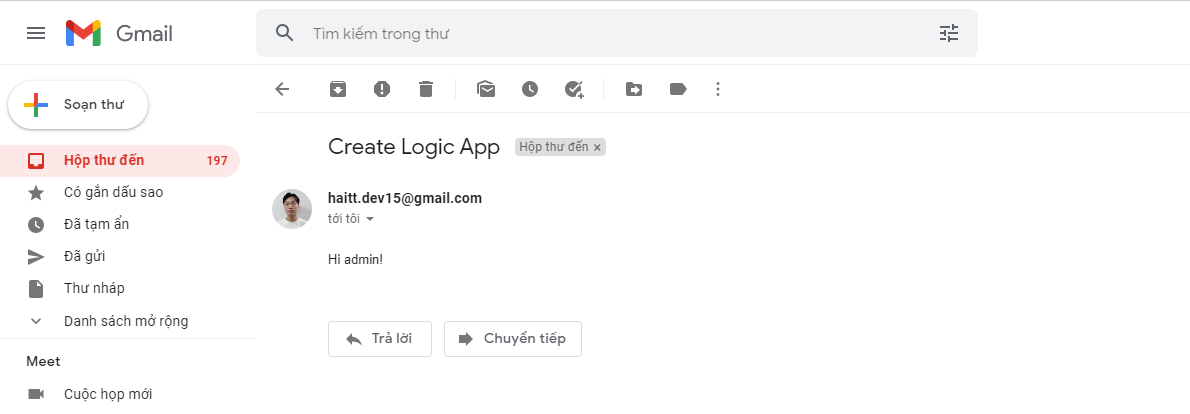 Gmail
Tìm kiếm trong thư
Soạn thư
Hộp thư đến 197
Có gắn dấu sao
Đã tạm ẩn
Đã gửi
Thư nháp
Danh sách mở rộng
Meet
Cuộc họp mới
Create Logic App Hộp thư đến ×
haitt.dev15@gmail.com
tới tôi
Hi admin!
Trả lời
Chuyển tiếp